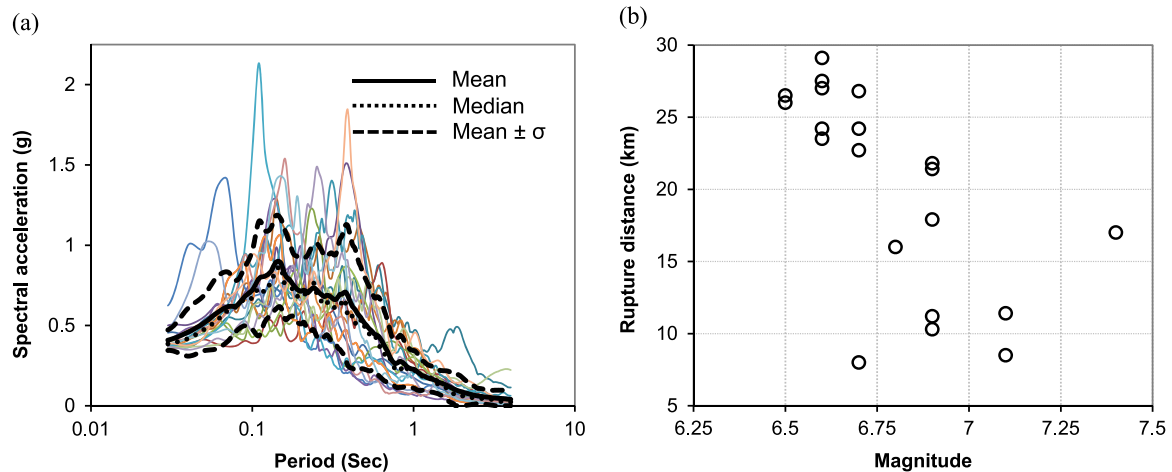 (a)
Spectral acceleration (g)
2
1.5
1
0.5
0
0.01
0.1
1
10
Period (Sec)
Mean
Median
Mean ± σ
(b)
Rupture distance (km)
30
25
20
15
10
5
6.25
6.5
6.75
7
7.25
7.5
Magnitude